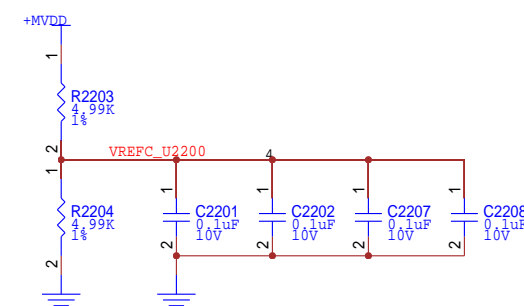 +MVDD
1
R2203
4.99K
1%
2
VREFC_U2200
4
1
R2204
4.99K
1%
2
1
C2201
0.1uF
10V
2
1
C2202
0.1uF
10V
2
1
C2207
0.1uF
10V
2
1
C2208
0.1uF
10V
2